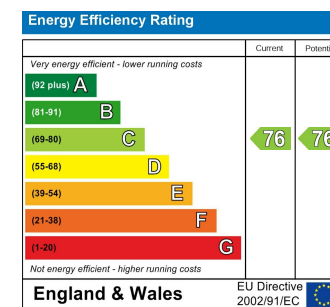 Energy Efficiency Rating
Current
Very energy efficient - lower running costs
(92 plus) A
(81-91) B
(69-80) C 76 76
(55-68) D
(39-54) E
(21-38) F
(1-20) G
Not energy efficient - higher running costs
England & Wales
EU Directive
2002/91/EC